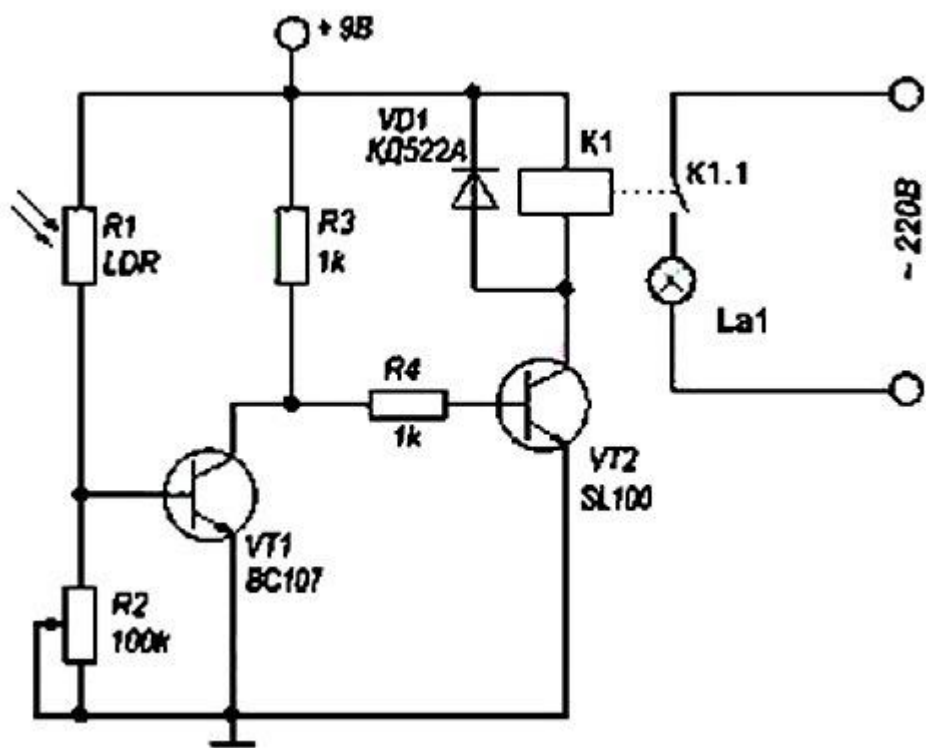 + 9В
VD1
КД522А
K1
K1.1
R1
LDR
R3
1k
~ 220В
La1
R4
1k
VT2
SL100
VT1
BC107
R2
100k